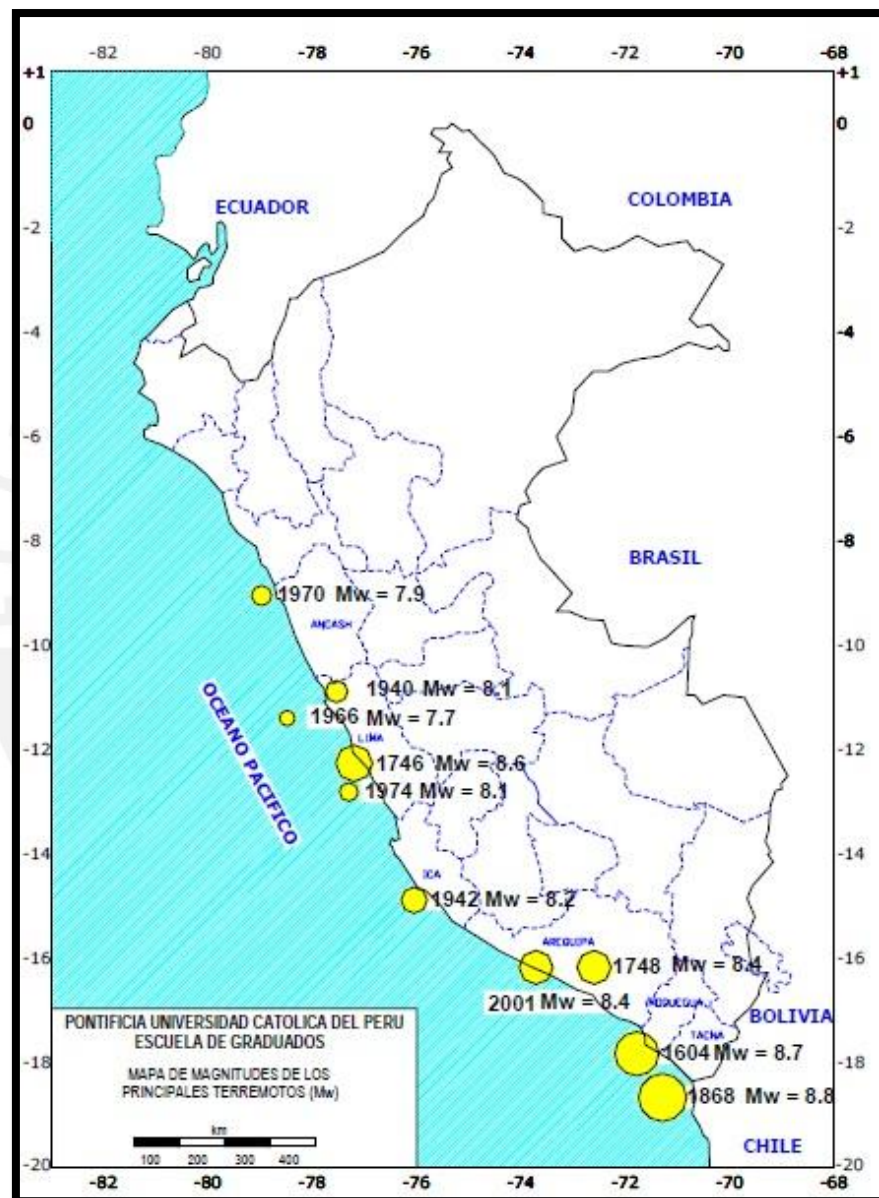 -82 -80 -78 -76 -74 -72 -70 -68
+1 +1
0 0
COLOMBIA
ECUADOR
-2 -2
-4 -4
-6 -6
-8 -8
BRASIL
1970 Mw = 7.9
ANCASH
-10 -10
1940 Mw = 8.1
1966 Mw = 7.7
LIMA
OCEANO PACIFICO
-12 -12
1746 Mw = 8.6
1974 Mw = 8.1
-14 -14
ICA
1942 Mw = 8.2
-16 -16
AREQUIPA
1748 Mw = 8.4
2001 Mw = 8.4
MOQUEGUA
BOLIVIA
TACNA
PONTIFICIA UNIVERSIDAD CATOLICA DEL PERU
ESCUELA DE GRADUADOS
1604 Mw = 8.7
-18 -18
MAPA DE MAGNITUDES DE LOS
PRINCIPALES TERREMOTOS (Mw)
1868 Mw = 8.8
km
100 200 300 400
CHILE
-20 -20
-82 -80 -78 -76 -74 -72 -70 -68